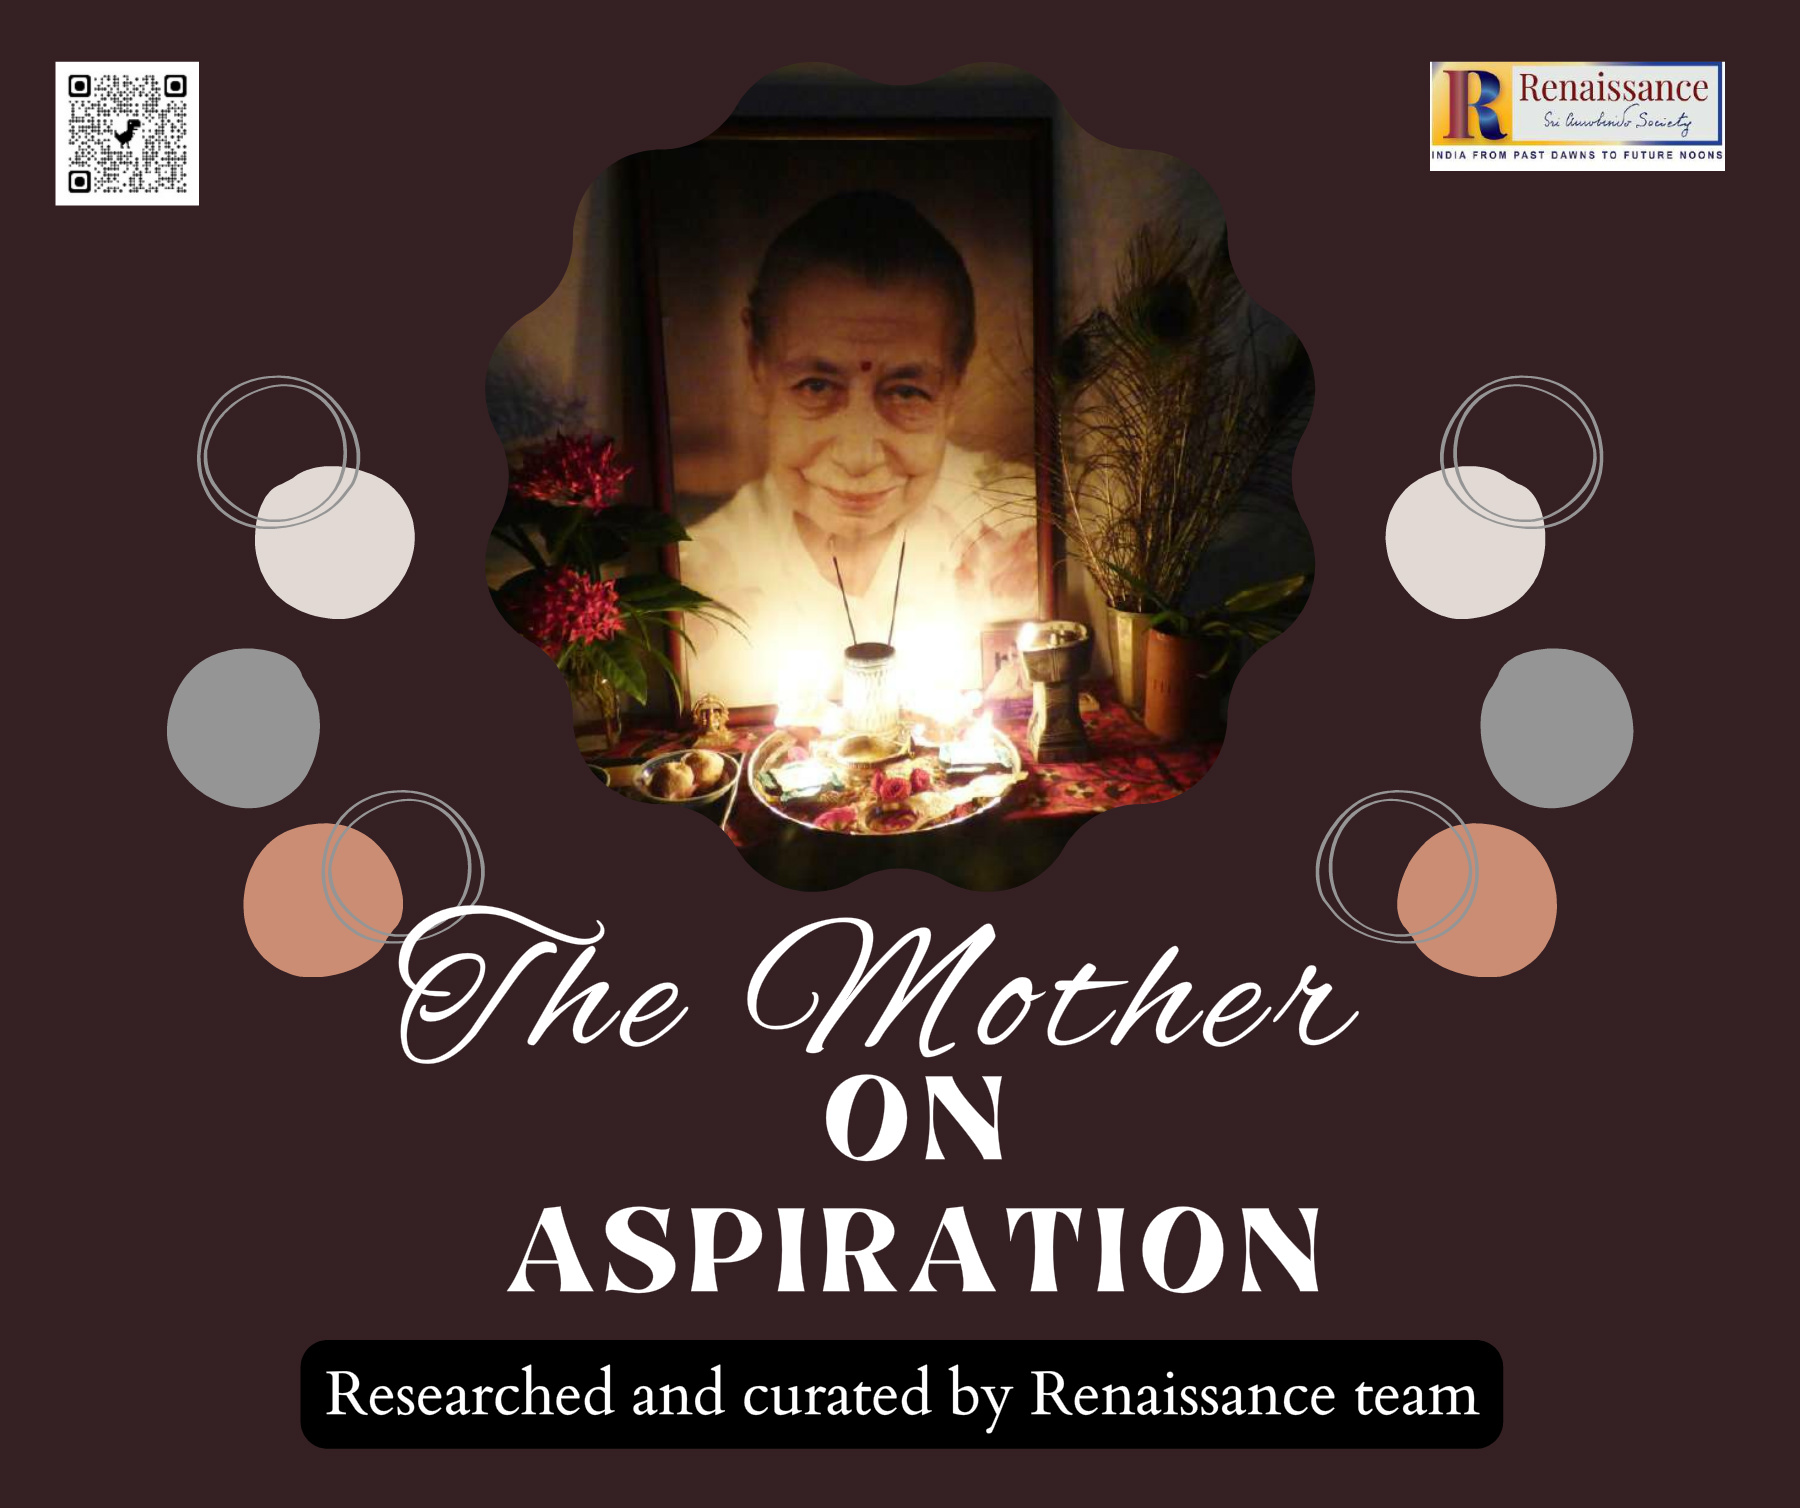 R Renaissance
Sri Aurobindo Society
INDIA FROM PAST DAWNS TO FUTURE NOONS
The Mother
ON
ASPIRATION
Researched and curated by Renaissance team